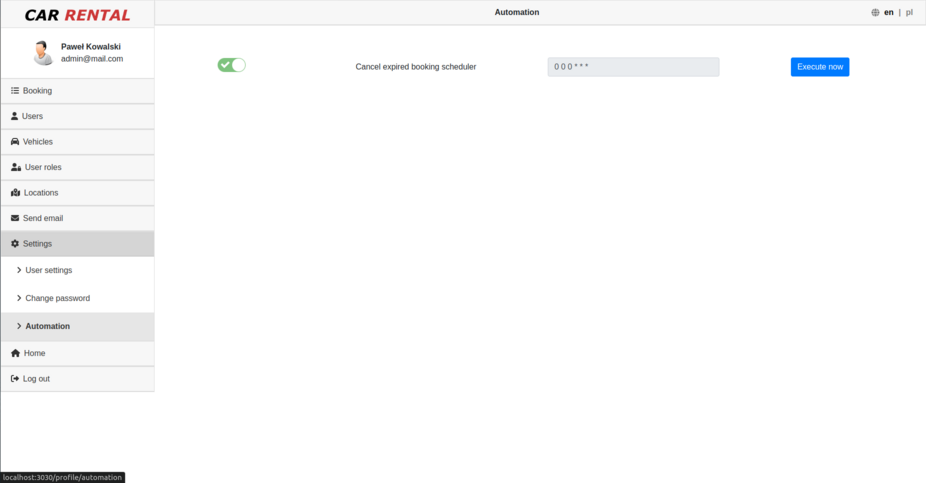 CAR RENTAL
Automation
en | pl
Paweł Kowalski
admin@mail.com
Cancel expired booking scheduler
0 0 0 * * *
Execute now
Booking
Users
Vehicles
User roles
Locations
Send email
Settings
User settings
Change password
Automation
Home
Log out
localhost:3030/profile/automation